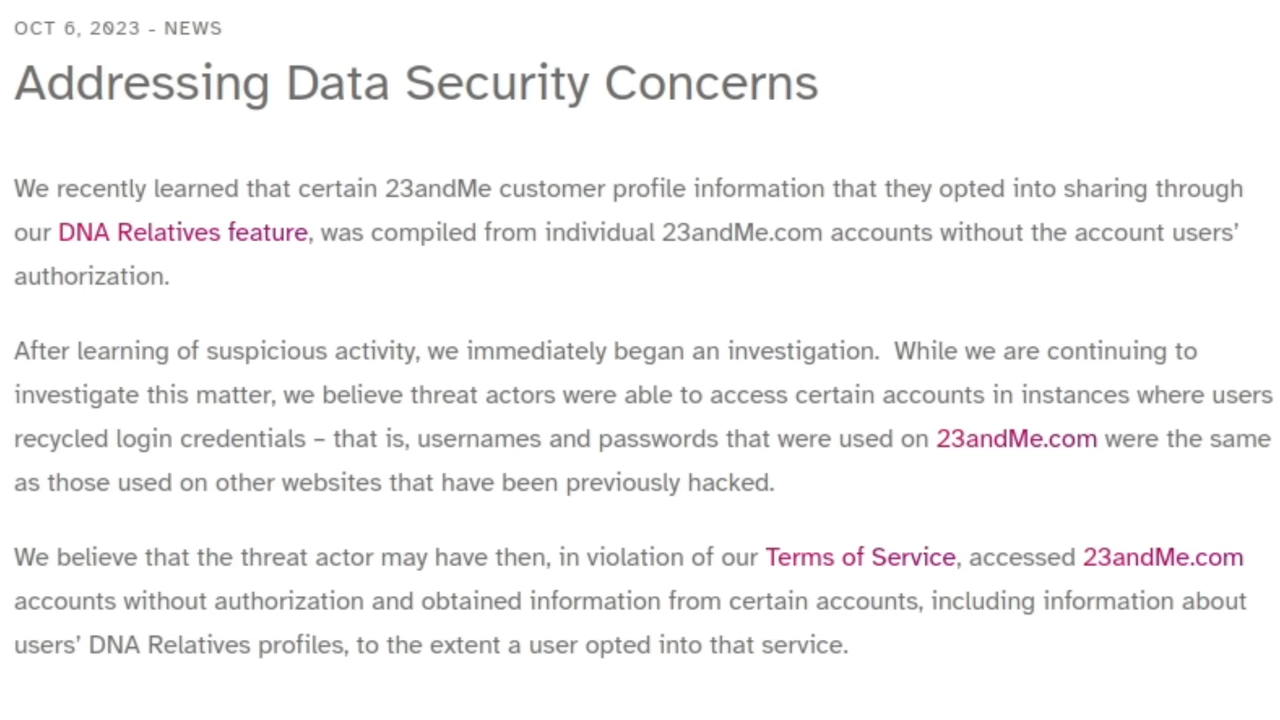 OCT 6, 2023 - NEWS
Addressing Data Security Concerns
We recently learned that certain 23andMe customer profile information that they opted into sharing through
our DNA Relatives feature, was compiled from individual 23andMe.com accounts without the account users’
authorization.
After learning of suspicious activity, we immediately began an investigation.  While we are continuing to
investigate this matter, we believe threat actors were able to access certain accounts in instances where users
recycled login credentials – that is, usernames and passwords that were used on 23andMe.com were the same
as those used on other websites that have been previously hacked.
We believe that the threat actor may have then, in violation of our Terms of Service, accessed 23andMe.com
accounts without authorization and obtained information from certain accounts, including information about
users’ DNA Relatives profiles, to the extent a user opted into that service.